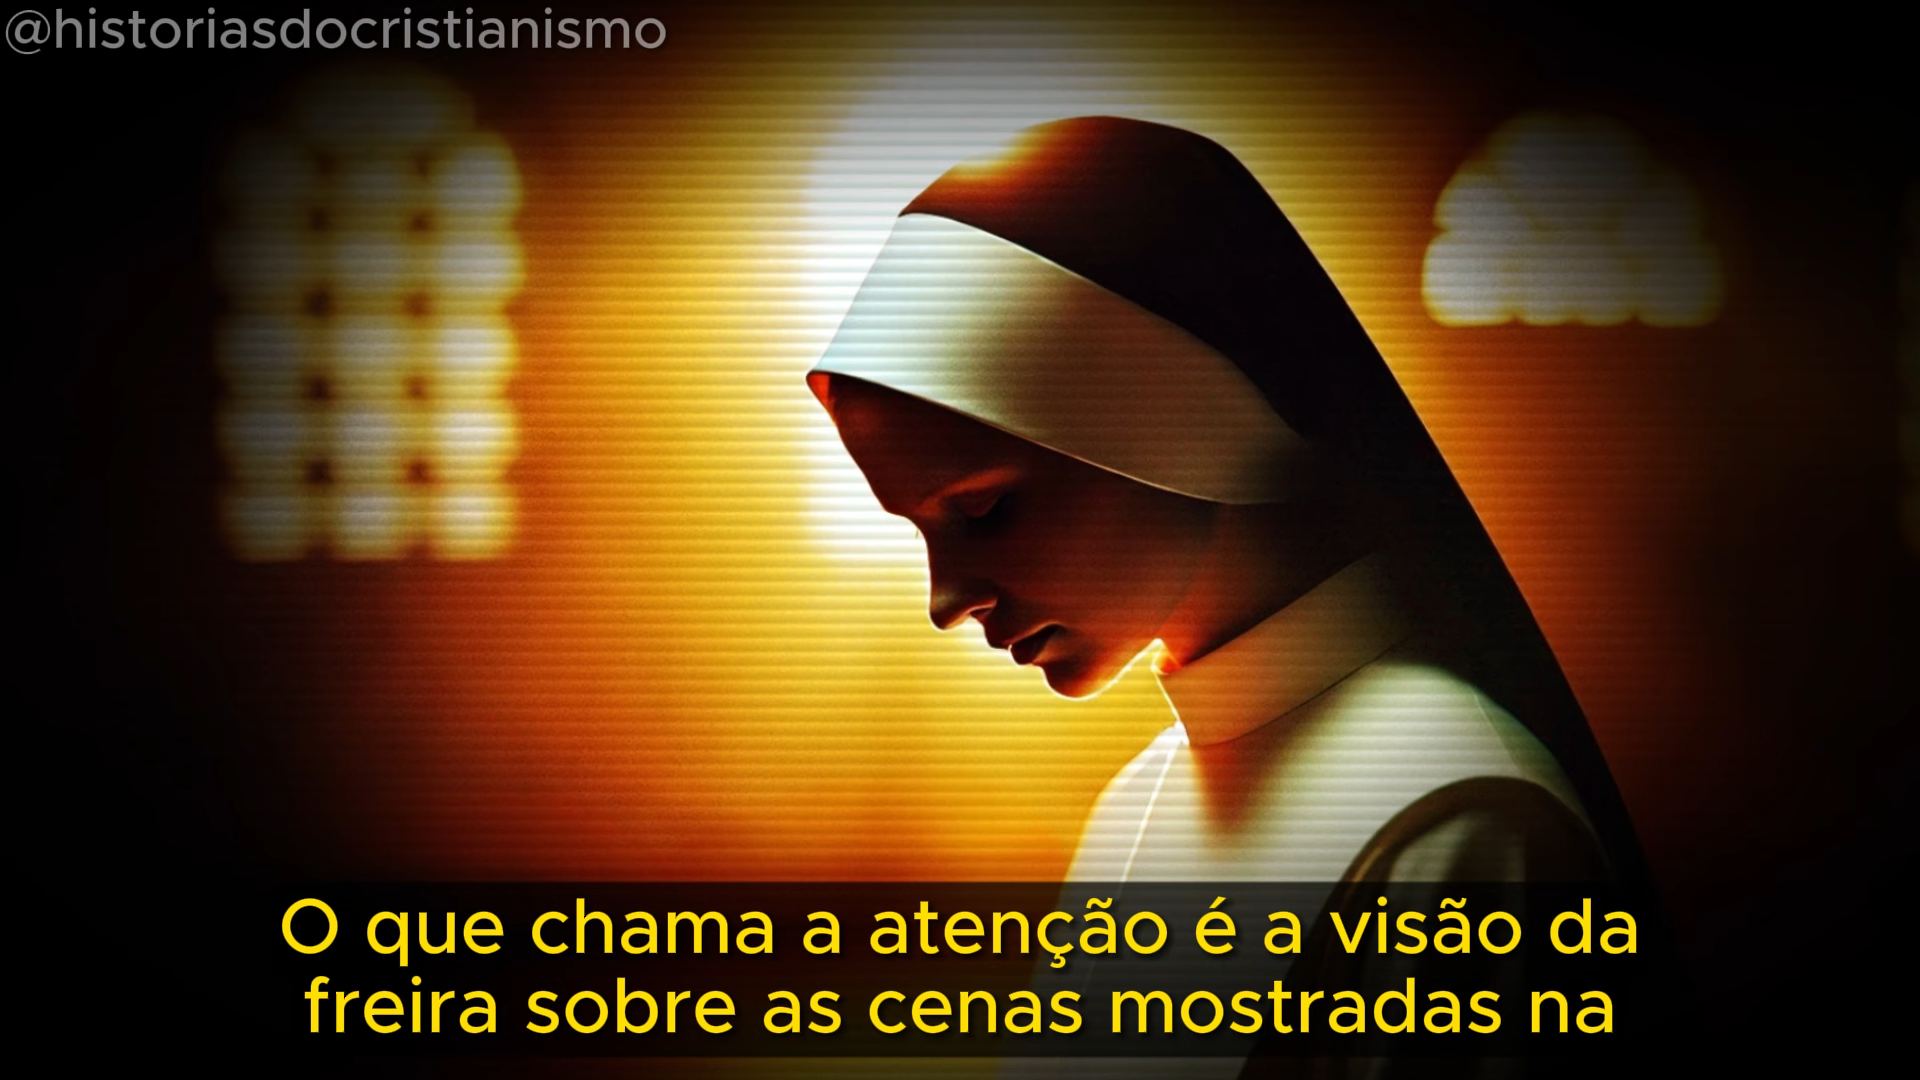 @historiasdocristianismo
O que chama a atenção é a visão da
freira sobre as cenas mostradas na